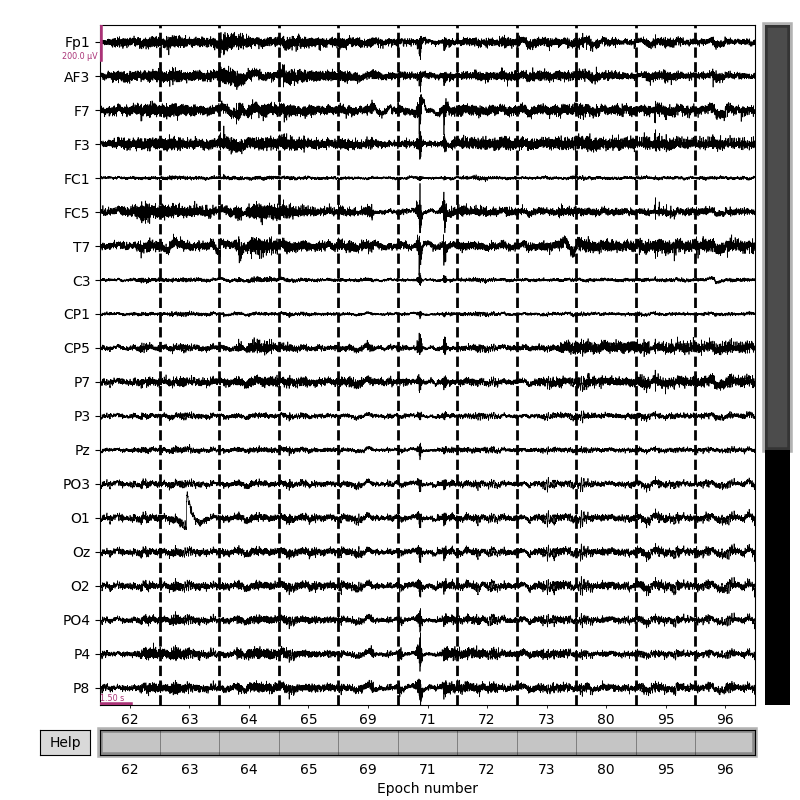 Fp1
200.0 µV
AF3
F7
F3
FC1
FC5
T7
C3
CP1
CP5
P7
P3
Pz
PO3
O1
Oz
O2
PO4
P4
P8
1.50 s
62 63 64 65 69 71 72 73 80 95 96
Help
62 63 64 65 69 71 72 73 80 95 96
Epoch number